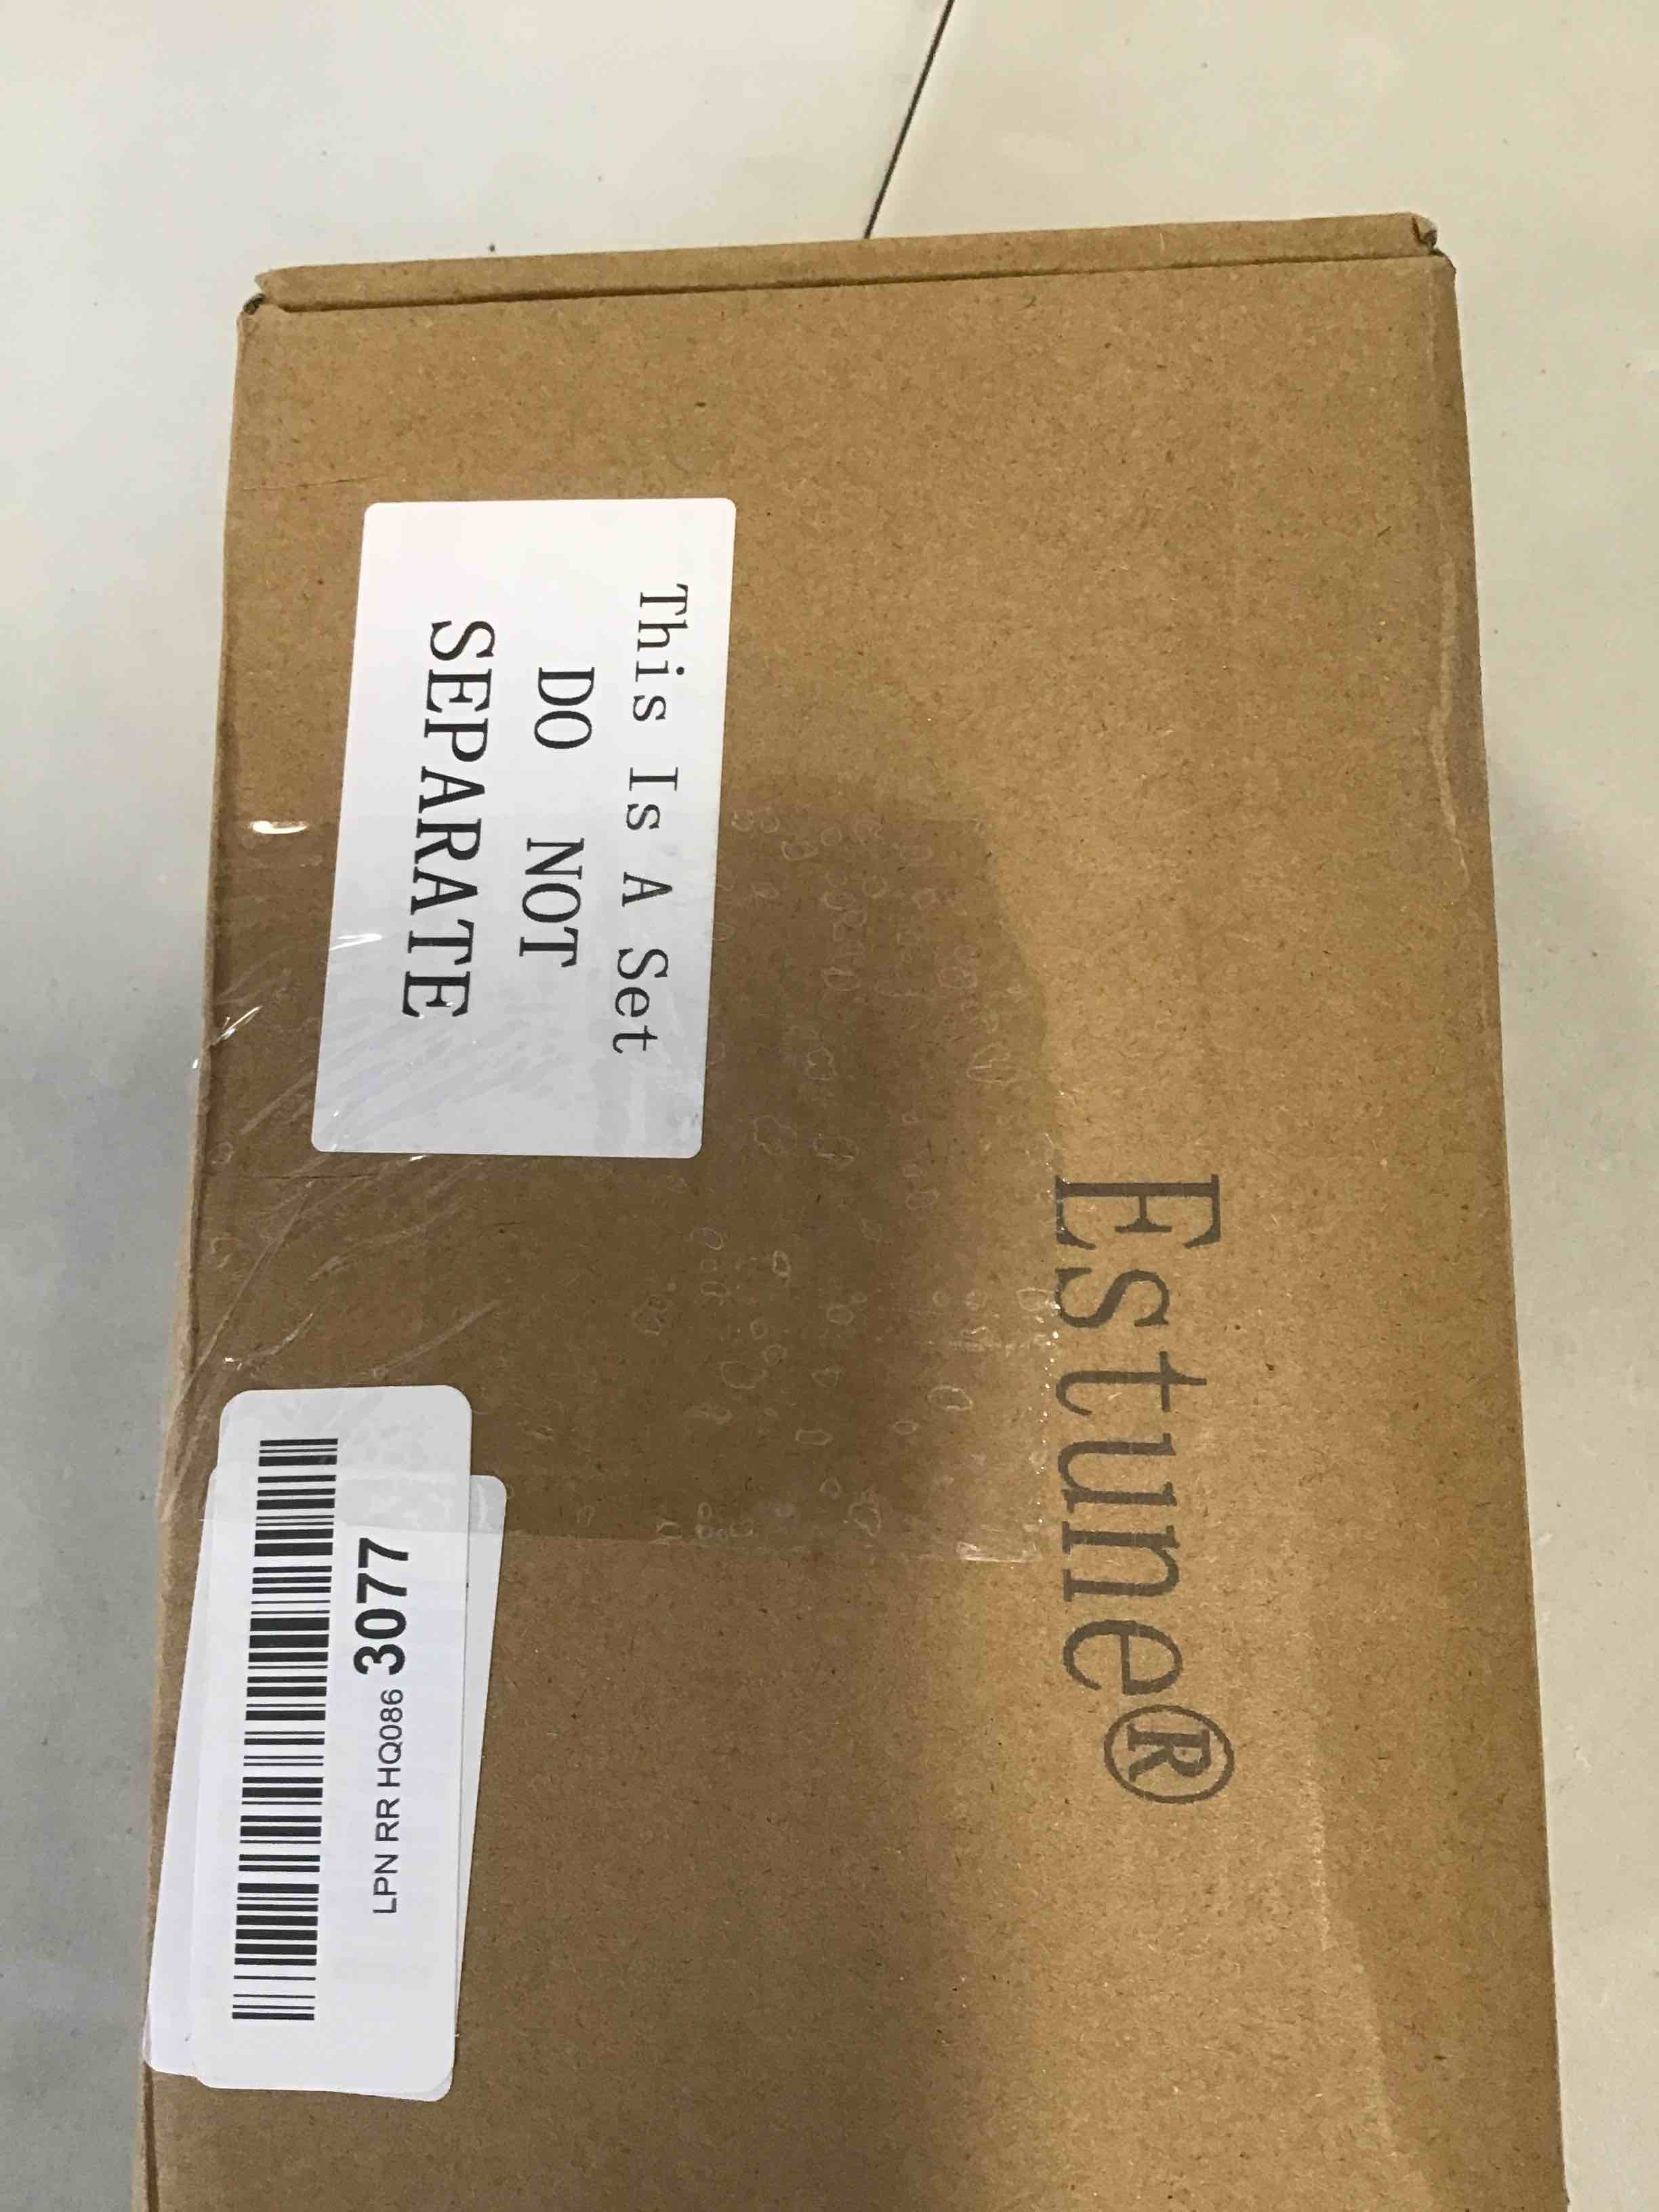 This Is A Set
DO NOT
SEPARATE
Estune®
LPN RR HQ086 3077